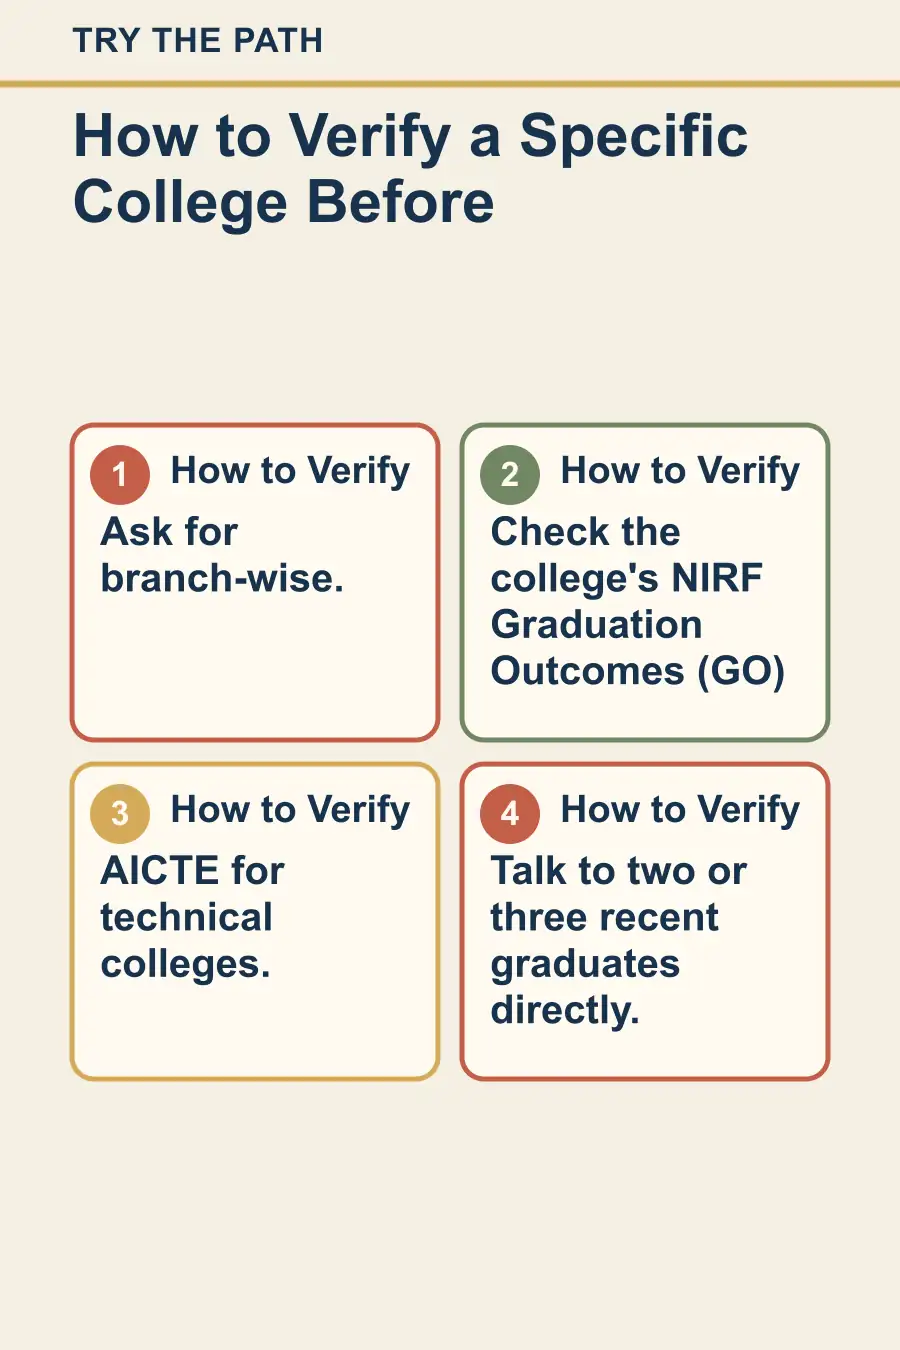 TRY THE PATH
How to Verify a Specific
College Before
1 How to Verify
Ask for
branch-wise.
2 How to Verify
Check the
college's NIRF
Graduation
Outcomes (GO)
3 How to Verify
AICTE for
technical
colleges.
4 How to Verify
Talk to two or
three recent
graduates
directly.